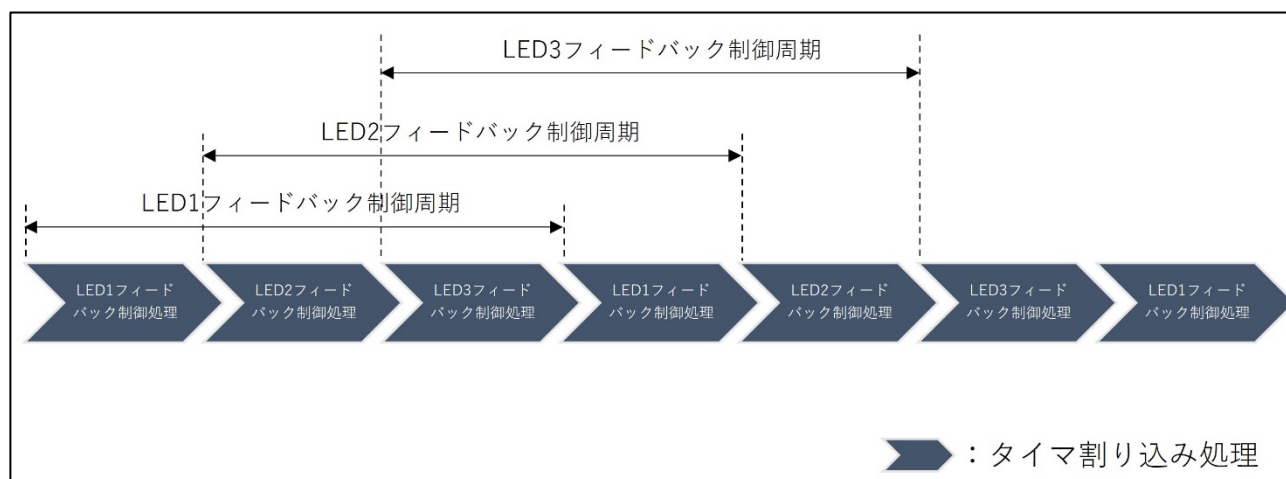 LED3フィードバック制御周期
LED2フィードバック制御周期
LED1フィードバック制御周期
LED1フィード
バック制御処理
LED2フィード
バック制御処理
LED3フィード
バック制御処理
LED1フィード
バック制御処理
LED2フィード
バック制御処理
LED3フィード
バック制御処理
LED1フィード
バック制御処理
：タイマ割り込み処理